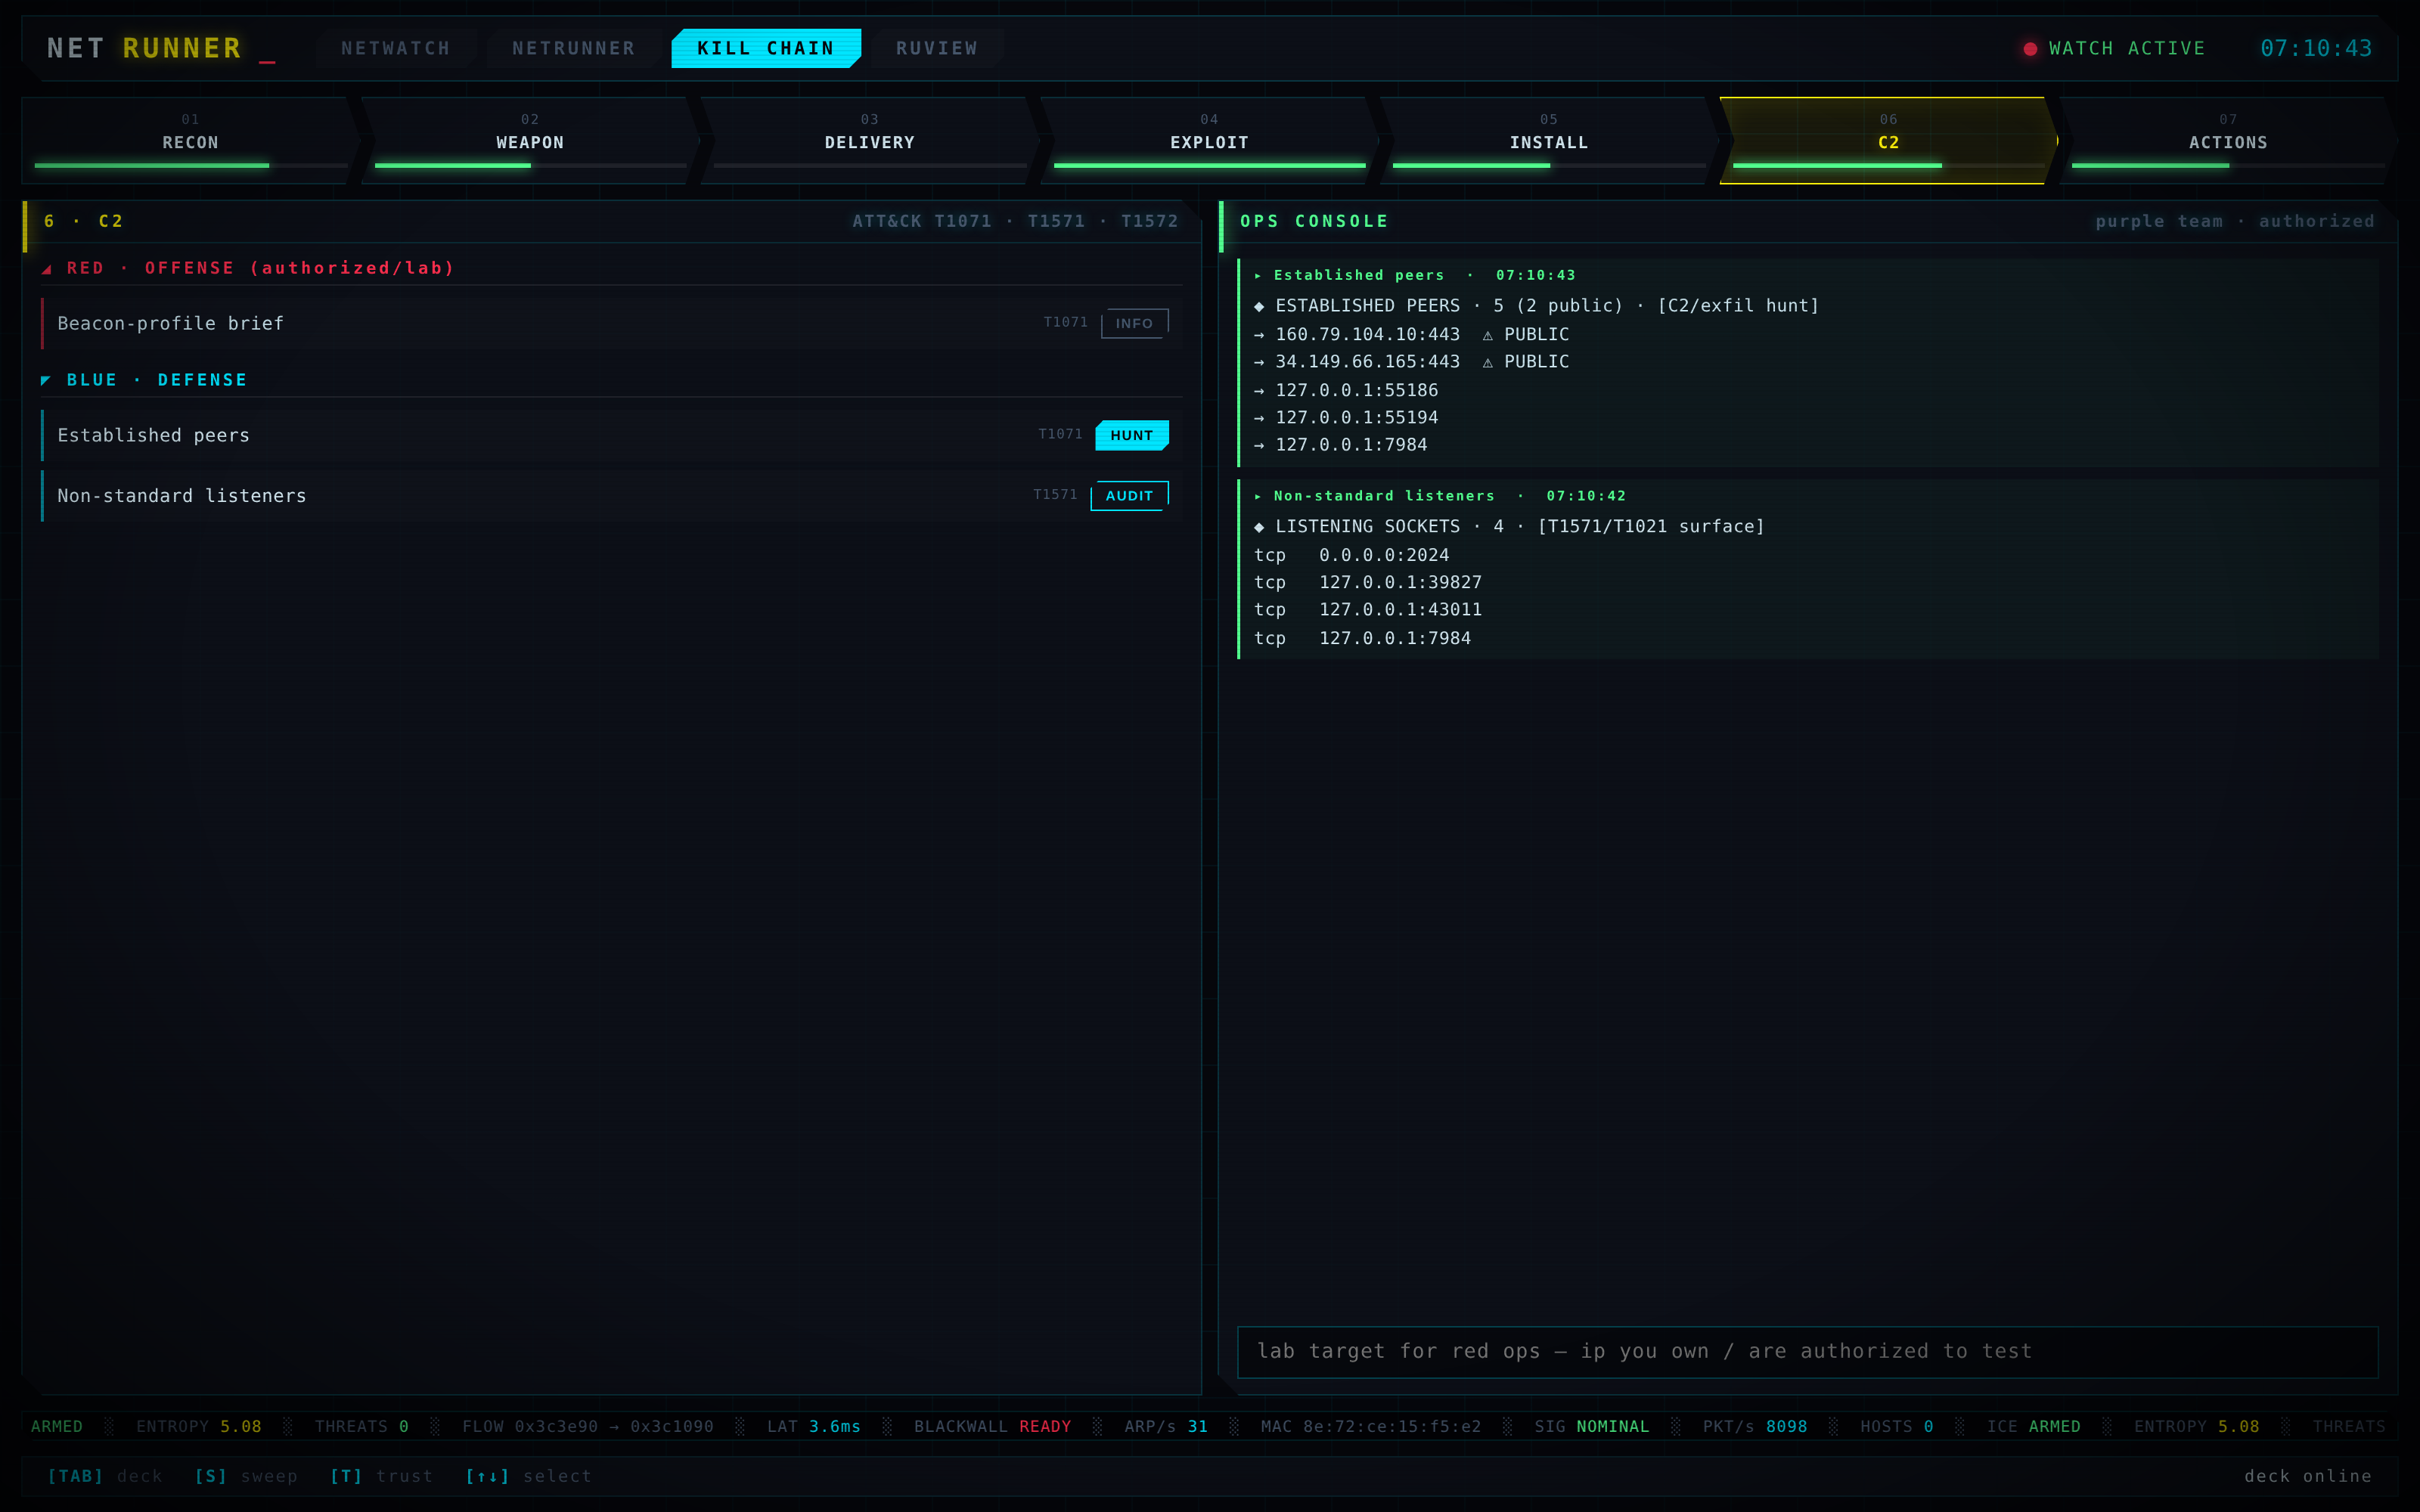 NET RUNNER _
NETWATCH
NETRUNNER
KILL CHAIN
RUVIEW
WATCH ACTIVE
07:10:43
01
RECON
02
WEAPON
03
DELIVERY
04
EXPLOIT
05
INSTALL
06
C2
07
ACTIONS
6 · C2
ATT&CK T1071 · T1571 · T1572
◢ RED · OFFENSE (authorized/lab)
Beacon-profile brief
T1071
INFO
◤ BLUE · DEFENSE
Established peers
T1071
HUNT
Non-standard listeners
T1571
AUDIT
OPS CONSOLE
purple team · authorized
▸ Established peers · 07:10:43
◆ ESTABLISHED PEERS · 5 (2 public) · [C2/exfil hunt]
→ 160.79.104.10:443 ⚠ PUBLIC
→ 34.149.66.165:443 ⚠ PUBLIC
→ 127.0.0.1:55186
→ 127.0.0.1:55194
→ 127.0.0.1:7984
▸ Non-standard listeners · 07:10:42
◆ LISTENING SOCKETS · 4 · [T1571/T1021 surface]
tcp 0.0.0.0:2024
tcp 127.0.0.1:39827
tcp 127.0.0.1:43011
tcp 127.0.0.1:7984
lab target for red ops — ip you own / are authorized to test
ARMED ░ ENTROPY 5.08 ░ THREATS 0 ░ FLOW 0x3c3e90 → 0x3c1090 ░ LAT 3.6ms ░ BLACKWALL READY ░ ARP/s 31 ░ MAC 8e:72:ce:15:f5:e2 ░ SIG NOMINAL ░ PKT/s 8098 ░ HOSTS 0 ░ ICE ARMED ░ ENTROPY 5.08 ░ THREATS
[TAB] deck [S] sweep [T] trust [↑↓] select
deck online